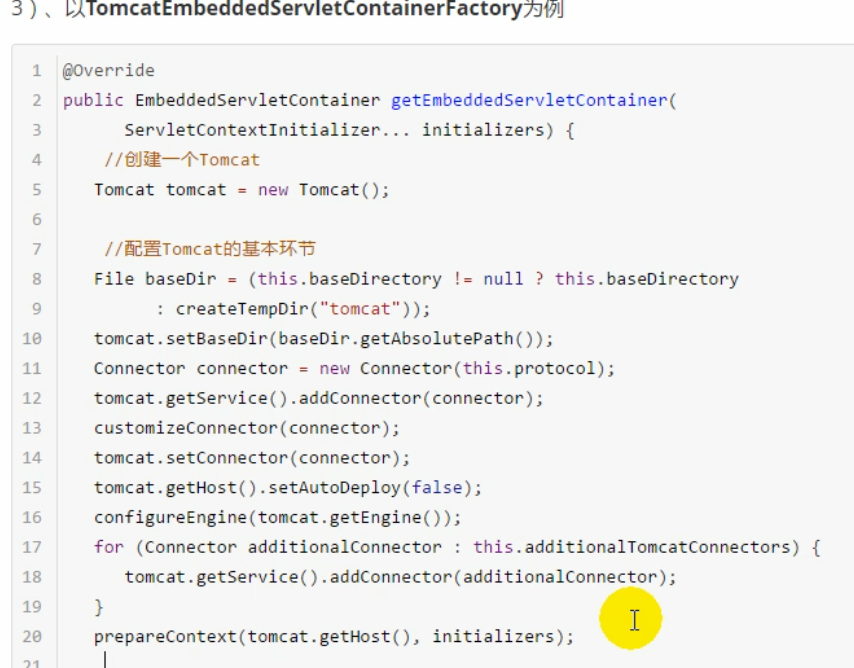 3）、以TomcatEmbeddedServletContainerFactory为例
1 @Override
2 public EmbeddedServletContainer getEmbeddedServletContainer(
3 ServletContextInitializer... initializers) {
4 //创建一个Tomcat
5 Tomcat tomcat = new Tomcat();
6
7 //配置Tomcat的基本环节
8 File baseDir = (this.baseDirectory != null ? this.baseDirectory
9 : createTempDir("tomcat"));
10 tomcat.setBaseDir(baseDir.getAbsolutePath());
11 Connector connector = new Connector(this.protocol);
12 tomcat.getService().addConnector(connector);
13 customizeConnector(connector);
14 tomcat.setConnector(connector);
15 tomcat.getHost().setAutoDeploy(false);
16 configureEngine(tomcat.getEngine());
17 for (Connector additionalConnector : this.additionalTomcatConnectors) {
18 tomcat.getService().addConnector(additionalConnector);
19 }
20 prepareContext(tomcat.getHost(), initializers);
21